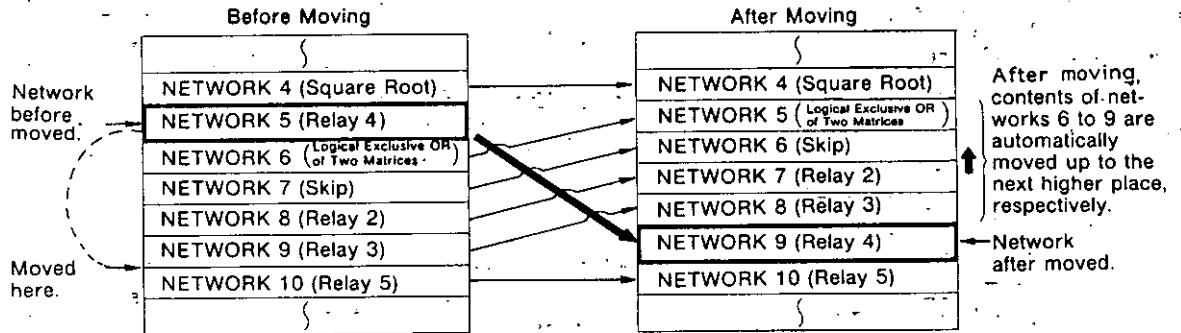 Before Moving
After Moving
Network
before
moved.
Moved
here.
NETWORK 4 (Square Root)
NETWORK 5 (Relay 4)
NETWORK 6 (Logical Exclusive OR
of Two Matrices)
NETWORK 7 (Skip)
NETWORK 8 (Relay 2)
NETWORK 9 (Relay 3)
NETWORK 10 (Relay 5)
NETWORK 4 (Square Root)
NETWORK 5 (Logical Exclusive OR
of Two Matrices)
NETWORK 6 (Skip)
NETWORK 7 (Relay 2)
NETWORK 8 (Relay 3)
NETWORK 9 (Relay 4)
NETWORK 10 (Relay 5)
After moving,
contents of net-
works 6 to 9 are
automatically
moved up to the
next higher place,
respectively.
Network
after moved.